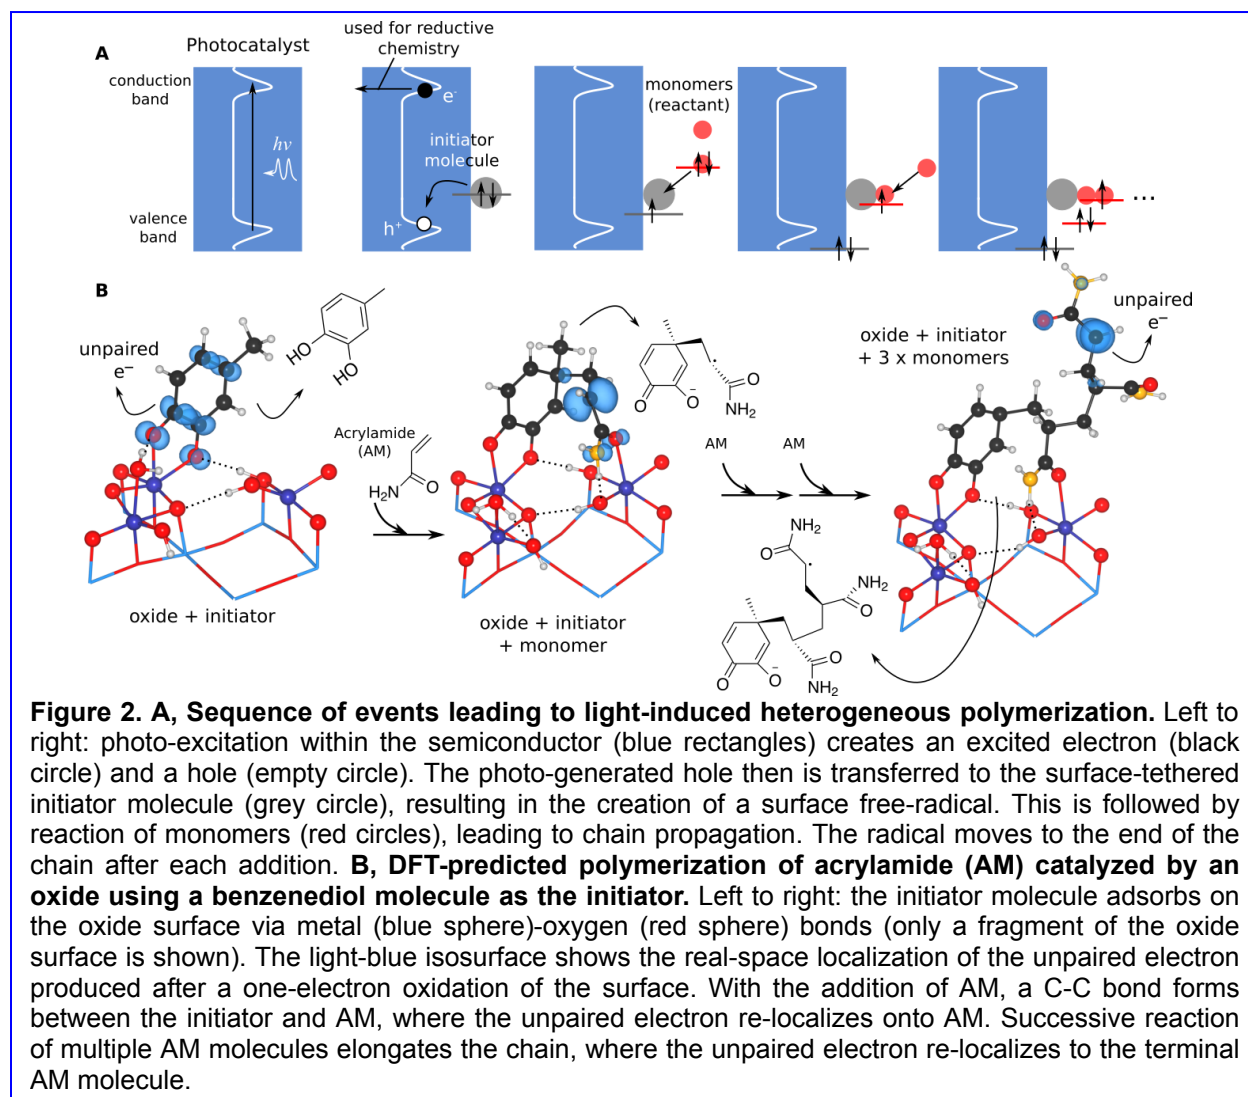 A
Photocatalyst
conduction
band
hν
valence
band
used for reductive
chemistry
e-
initiator
molecule
h+
monomers
(reactant)
...
B
unpaired
e−
HO
HO
oxide + initiator
Acrylamide
(AM)
H2N
O
O
O
-
O
NH2
oxide + initiator
+ monomer
AM
AM
NH2
O
NH2
O
O
O
-
O
NH2
oxide + initiator
+ 3 x monomers
unpaired
e−
Figure 2. A, Sequence of events leading to light-induced heterogeneous polymerization. Left to
right: photo-excitation within the semiconductor (blue rectangles) creates an excited electron (black
circle) and a hole (empty circle). The photo-generated hole then is transferred to the surface-tethered
initiator molecule (grey circle), resulting in the creation of a surface free-radical. This is followed by
reaction of monomers (red circles), leading to chain propagation. The radical moves to the end of the
chain after each addition. B, DFT-predicted polymerization of acrylamide (AM) catalyzed by an
oxide using a benzenediol molecule as the initiator. Left to right: the initiator molecule adsorbs on
the oxide surface via metal (blue sphere)-oxygen (red sphere) bonds (only a fragment of the oxide
surface is shown). The light-blue isosurface shows the real-space localization of the unpaired electron
produced after a one-electron oxidation of the surface. With the addition of AM, a C-C bond forms
between the initiator and AM, where the unpaired electron re-localizes onto AM. Successive reaction
of multiple AM molecules elongates the chain, where the unpaired electron re-localizes to the terminal
AM molecule.